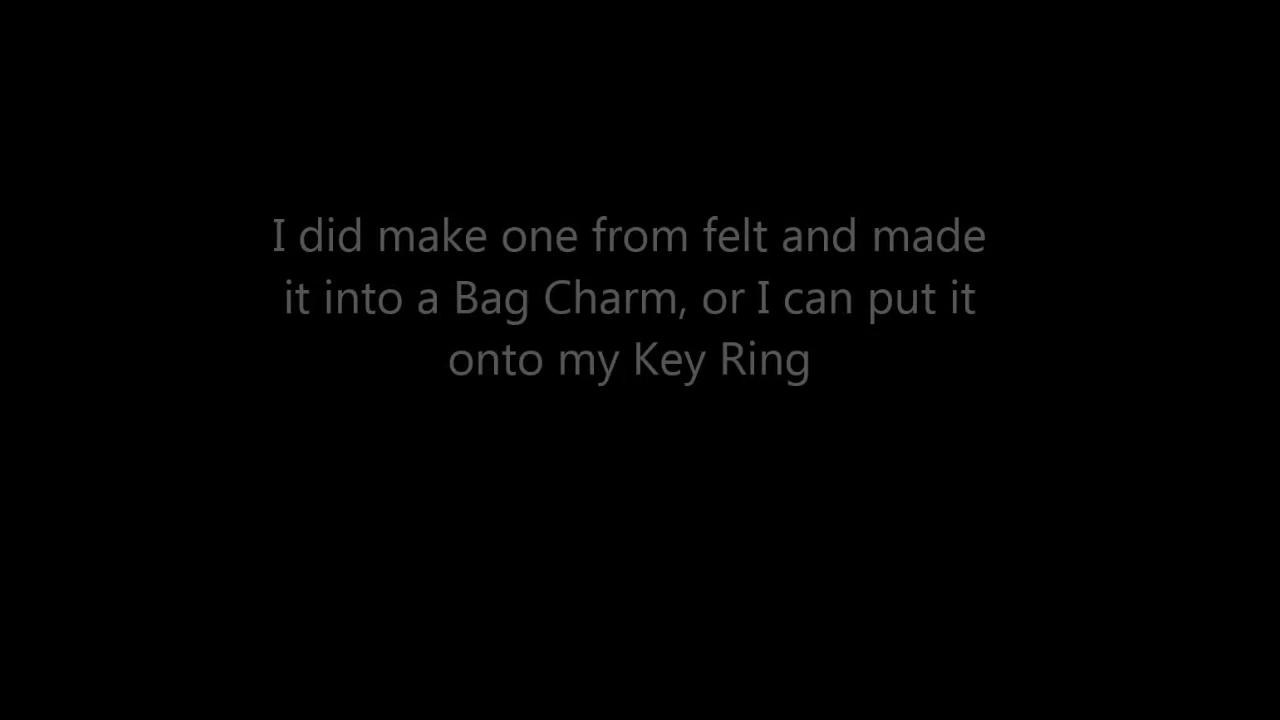 I did make one from felt and made
it into a Bag Charm, or I can put it
onto my Key Ring